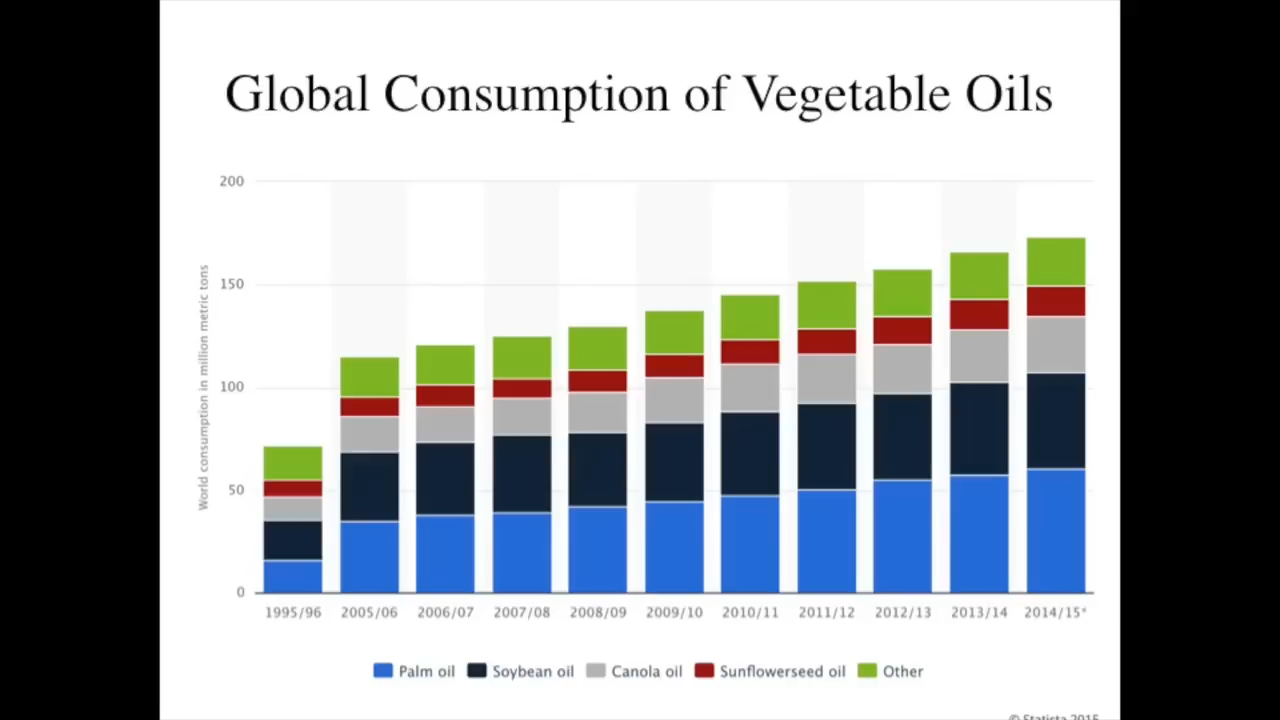 Global Consumption of Vegetable Oils
200
150
100
50
0
World consumption in million metric tons
1995/96 2005/06 2006/07 2007/08 2008/09 2009/10 2010/11 2011/12 2012/13 2013/14 2014/15*
Palm oil Soybean oil Canola oil Sunflowerseed oil Other
© Statista 2015